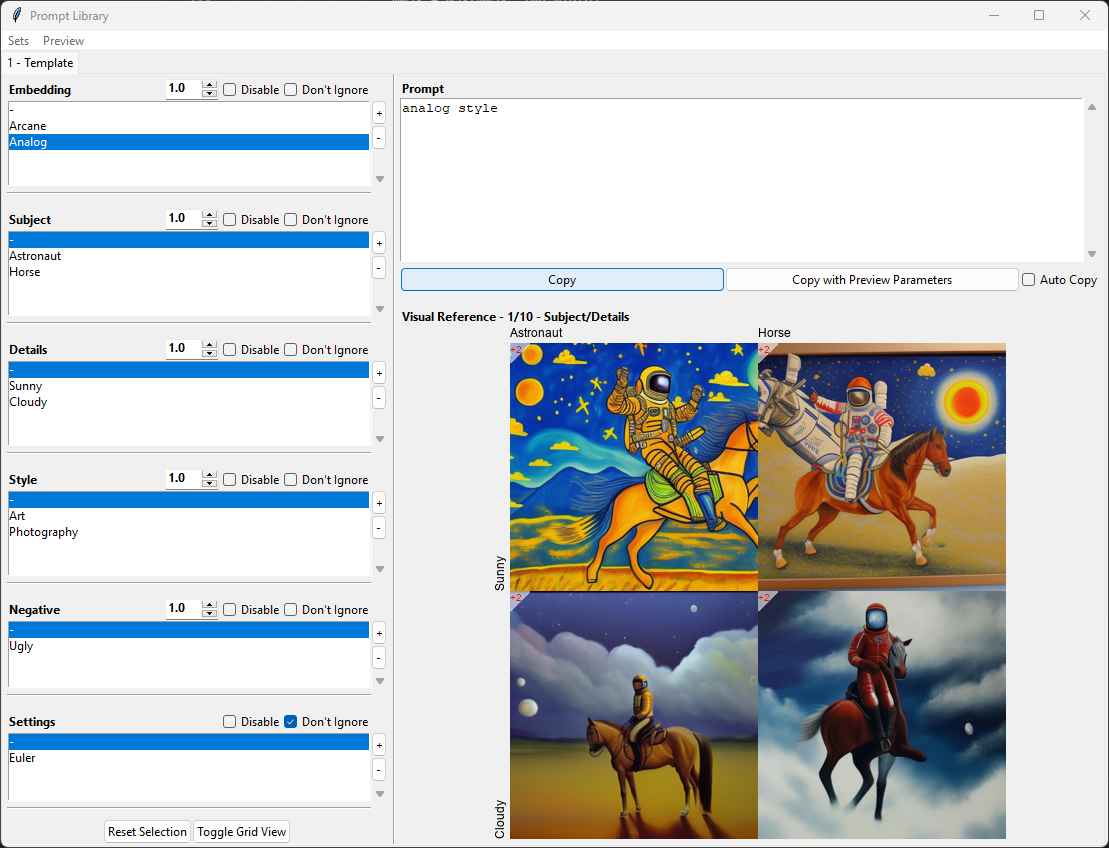 Prompt Library
Sets Preview
1 - Template
Embedding 1.0 Disable Don't Ignore
-
Arcane
Analog
+
-
Subject 1.0 Disable Don't Ignore
-
Astronaut
Horse
+
-
Details 1.0 Disable Don't Ignore
-
Sunny
Cloudy
+
-
Style 1.0 Disable Don't Ignore
-
Art
Photography
+
-
Negative 1.0 Disable Don't Ignore
-
Ugly
+
-
Settings Disable Don't Ignore
-
Euler
+
-
Reset Selection Toggle Grid View
Prompt
analog style
Copy Copy with Preview Parameters Auto Copy
Visual Reference - 1/10 - Subject/Details
Astronaut Horse
+2 +2
Sunny
+2 +2
Cloudy